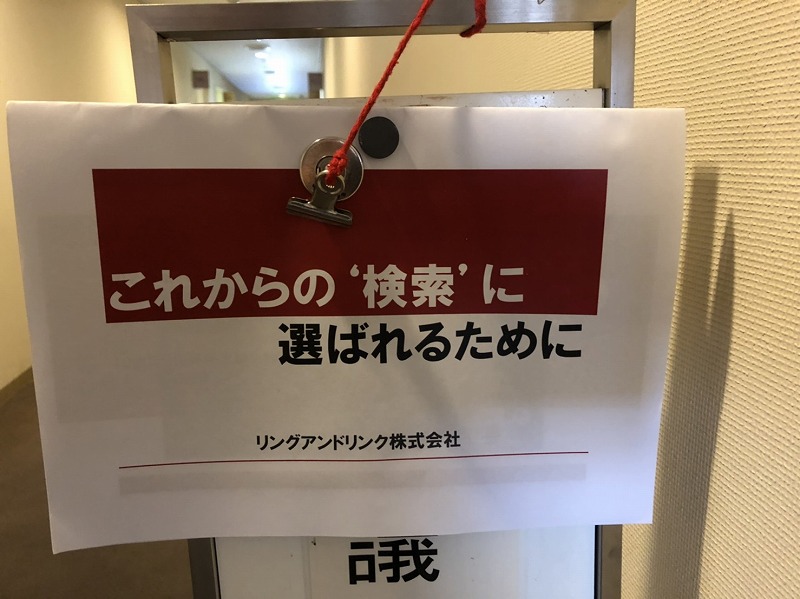 これからの‘検索’に
選ばれるために
リングアンドリンク株式会社
議